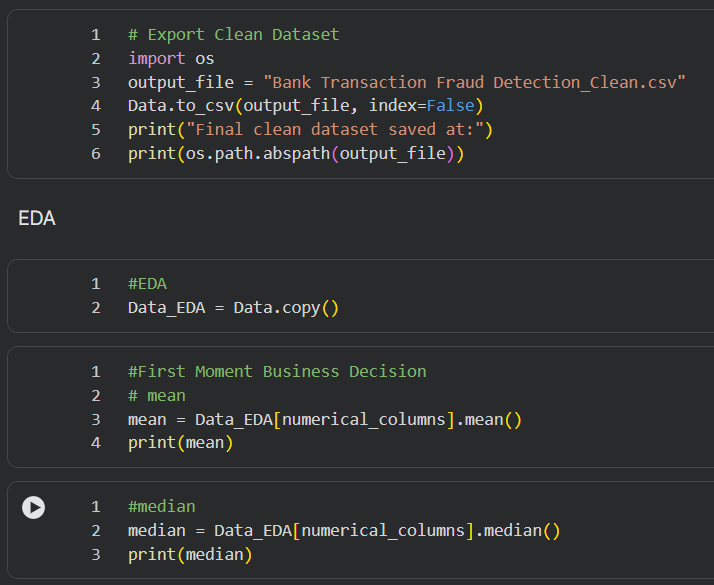 1 # Export Clean Dataset
2 import os
3 output_file = "Bank Transaction Fraud Detection_Clean.csv"
4 Data.to_csv(output_file, index=False)
5 print("Final clean dataset saved at:")
6 print(os.path.abspath(output_file))
EDA
1 #EDA
2 Data_EDA = Data.copy()
1 #First Moment Business Decision
2 # mean
3 mean = Data_EDA[numerical_columns].mean()
4 print(mean)
1 #median
2 median = Data_EDA[numerical_columns].median()
3 print(median)